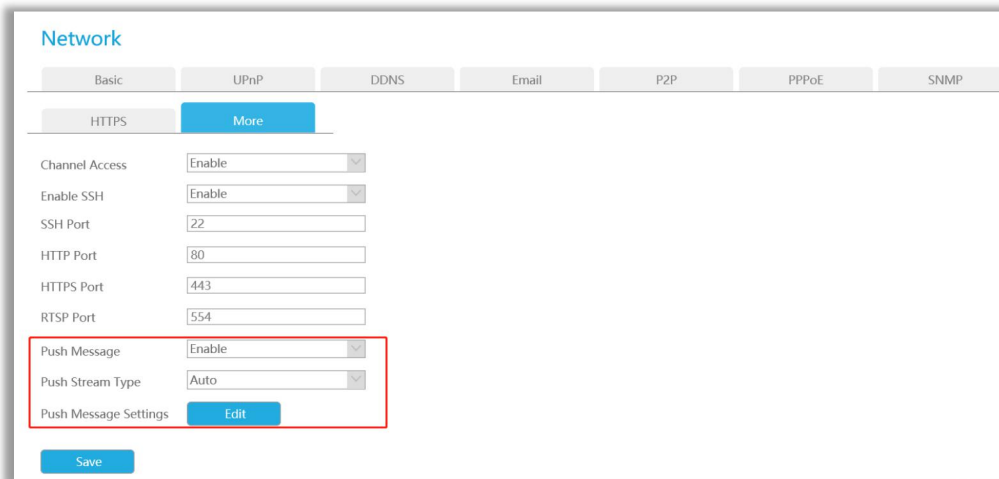 Network
Basic UPnP DDNS Email P2P PPPoE SNMP
HTTPS More
Channel Access Enable
Enable SSH Enable
SSH Port 22
HTTP Port 80
HTTPS Port 443
RTSP Port 554
Push Message Enable
Push Stream Type Auto
Push Message Settings Edit
Save